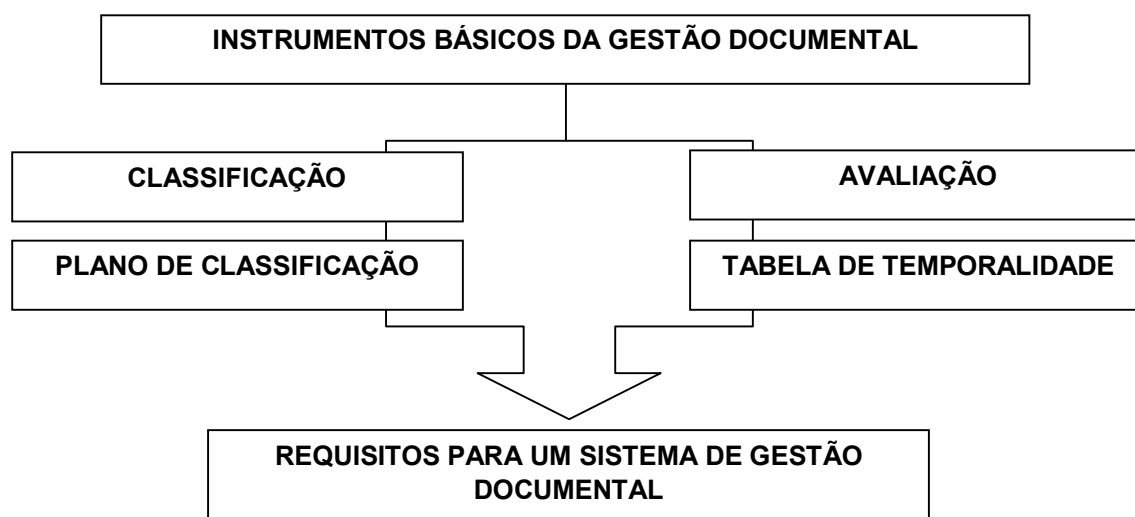 INSTRUMENTOS BÁSICOS DA GESTÃO DOCUMENTAL
CLASSIFICAÇÃO
AVALIAÇÃO
PLANO DE CLASSIFICAÇÃO
TABELA DE TEMPORALIDADE
REQUISITOS PARA UM SISTEMA DE GESTÃO
DOCUMENTAL